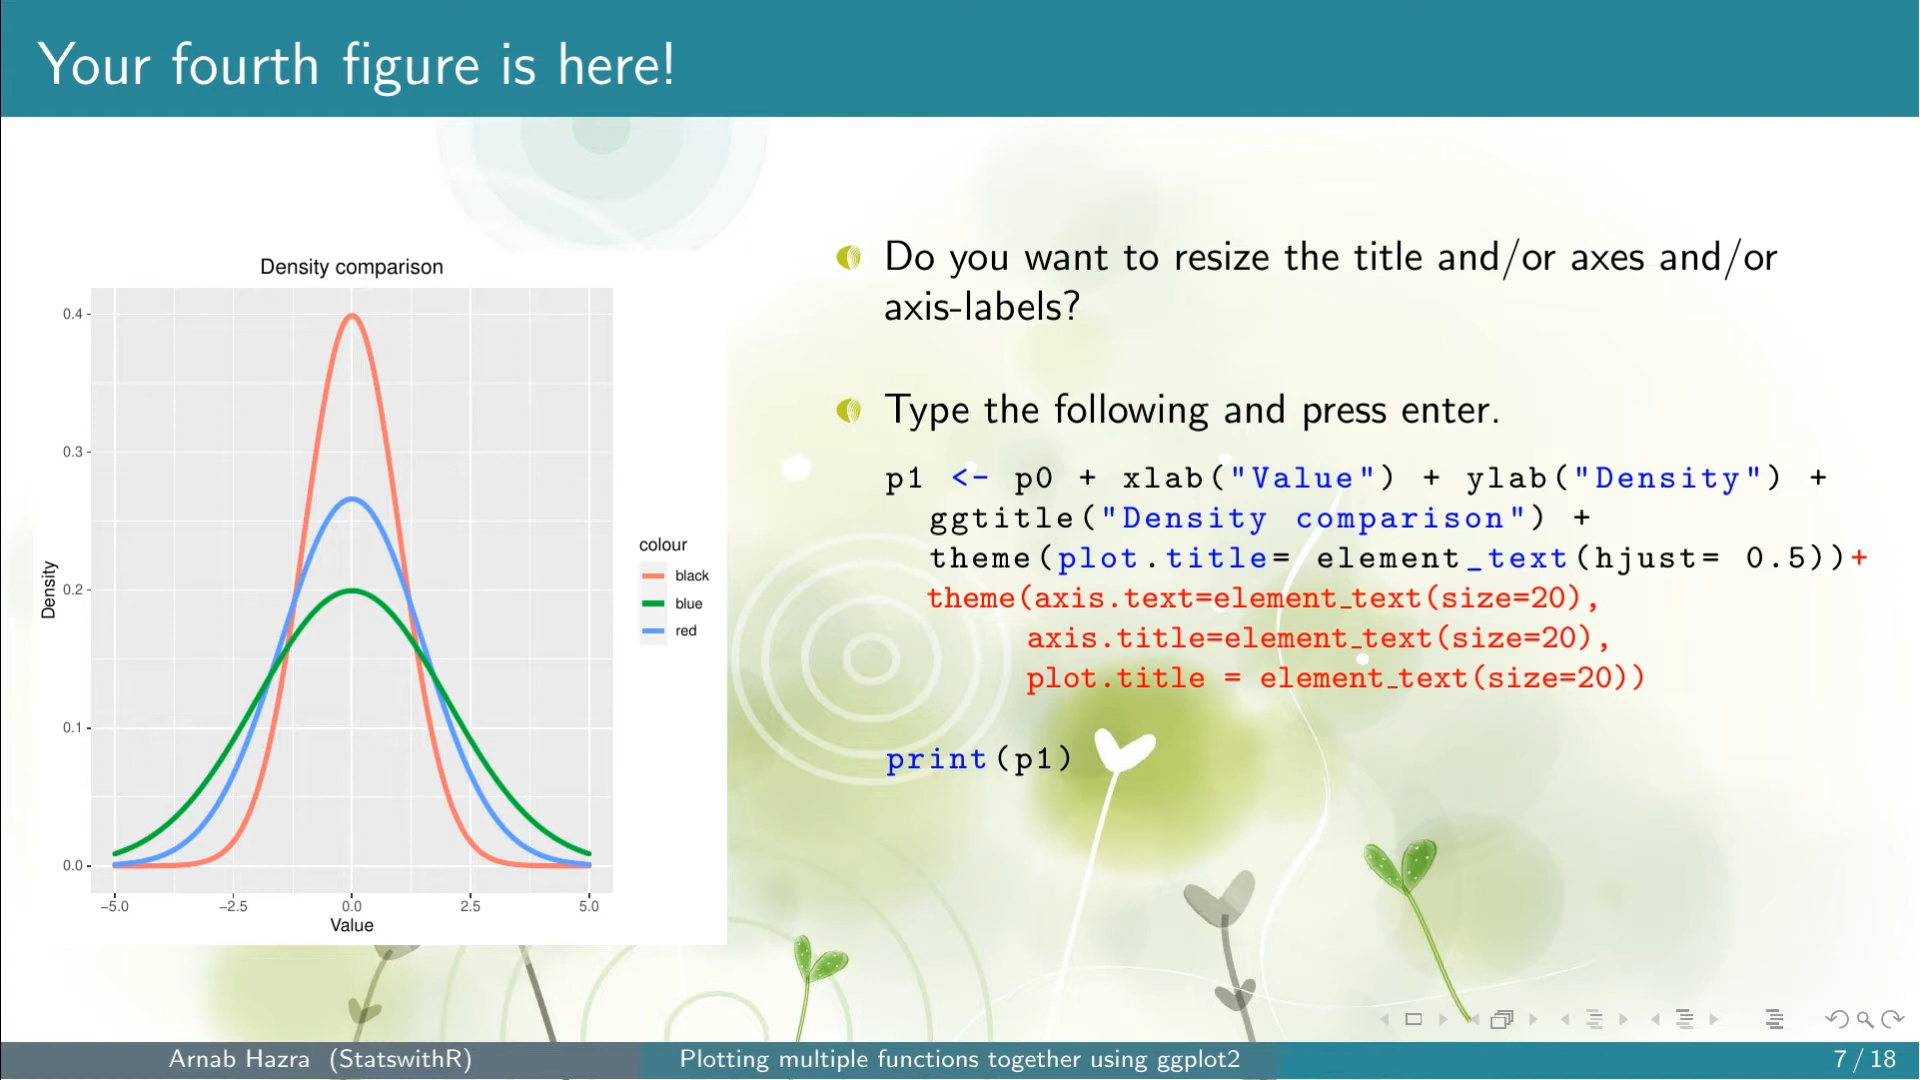 Your fourth figure is here!
Density comparison
0.4
0.3
0.2
0.1
0.0
Density
−5.0 −2.5 0.0 2.5 5.0
Value
colour
black
blue
red
Do you want to resize the title and/or axes and/or
axis-labels?
Type the following and press enter.
p1 <- p0 + xlab("Value") + ylab("Density") +
ggtitle("Density comparison") +
theme(plot.title= element_text(hjust= 0.5))+
theme(axis.text=element_text(size=20),
axis.title=element_text(size=20),
plot.title = element_text(size=20))
print(p1)
Arnab Hazra (StatswithR)
Plotting multiple functions together using ggplot2
7 / 18